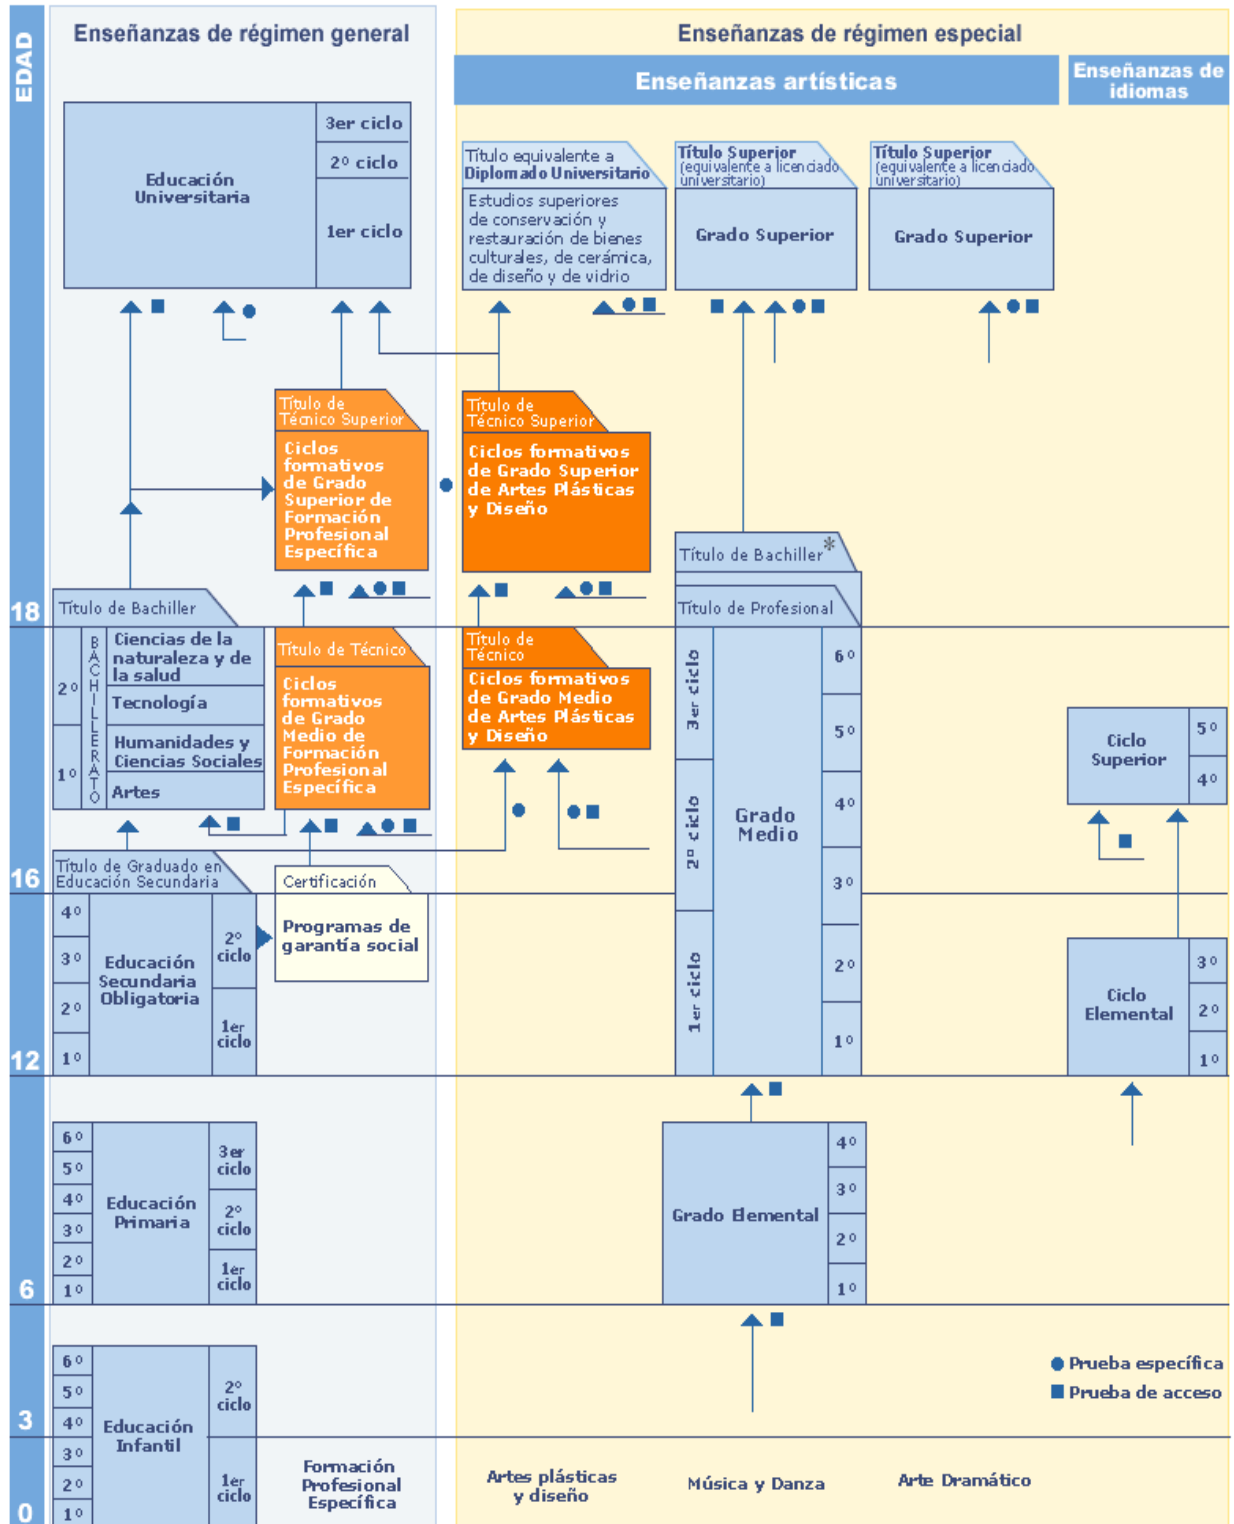 EDAD
Enseñanzas de régimen general
Enseñanzas de régimen especial
Enseñanzas artísticas
Enseñanzas de
idiomas
Educación
Universitaria
3er ciclo
2º ciclo
1er ciclo
Título equivalente a
Diplomado Universitario
Estudios superiores
de conservación y
restauración de bienes
culturales, de cerámica,
de diseño y de vidrio
Título Superior
(equivalente a licenciado
universitario)
Grado Superior
Título Superior
(equivalente a licenciado
universitario)
Grado Superior
Título de
Técnico Superior
Ciclos
formativos
de Grado
Superior de
Formación
Profesional
Específica
Título de
Técnico Superior
Ciclos formativos
de Grado Superior
de Artes Plásticas
y Diseño
Título de Bachiller*
Título de Profesional
18
Título de Bachiller
2º
1º
BACHILLERATO
Ciencias de la
naturaleza y de
la salud
Tecnología
Humanidades y
Ciencias Sociales
Artes
Título de Técnico
Ciclos
formativos
de Grado
Medio de
Formación
Profesional
Específica
Título de
Técnico
Ciclos formativos
de Grado Medio
de Artes Plásticas
y Diseño
3er ciclo
2º ciclo
1er ciclo
Grado
Medio
6º
5º
4º
3º
2º
1º
Ciclo
Superior
5º
4º
16
Título de Graduado en
Educación Secundaria
Certificación
Programas de
garantía social
4º
3º
2º
1º
Educación
Secundaria
Obligatoria
2º
ciclo
1er
ciclo
Ciclo
Elemental
3º
2º
1º
12
6º
5º
4º
3º
2º
1º
Educación
Primaria
3er
ciclo
2º
ciclo
1er
ciclo
Grado Elemental
4º
3º
2º
1º
6
6º
5º
4º
3º
2º
1º
Educación
Infantil
2º
ciclo
1er
ciclo
3
0
Prueba específica
Prueba de acceso
Formación
Profesional
Específica
Artes plásticas
y diseño
Música y Danza
Arte Dramático